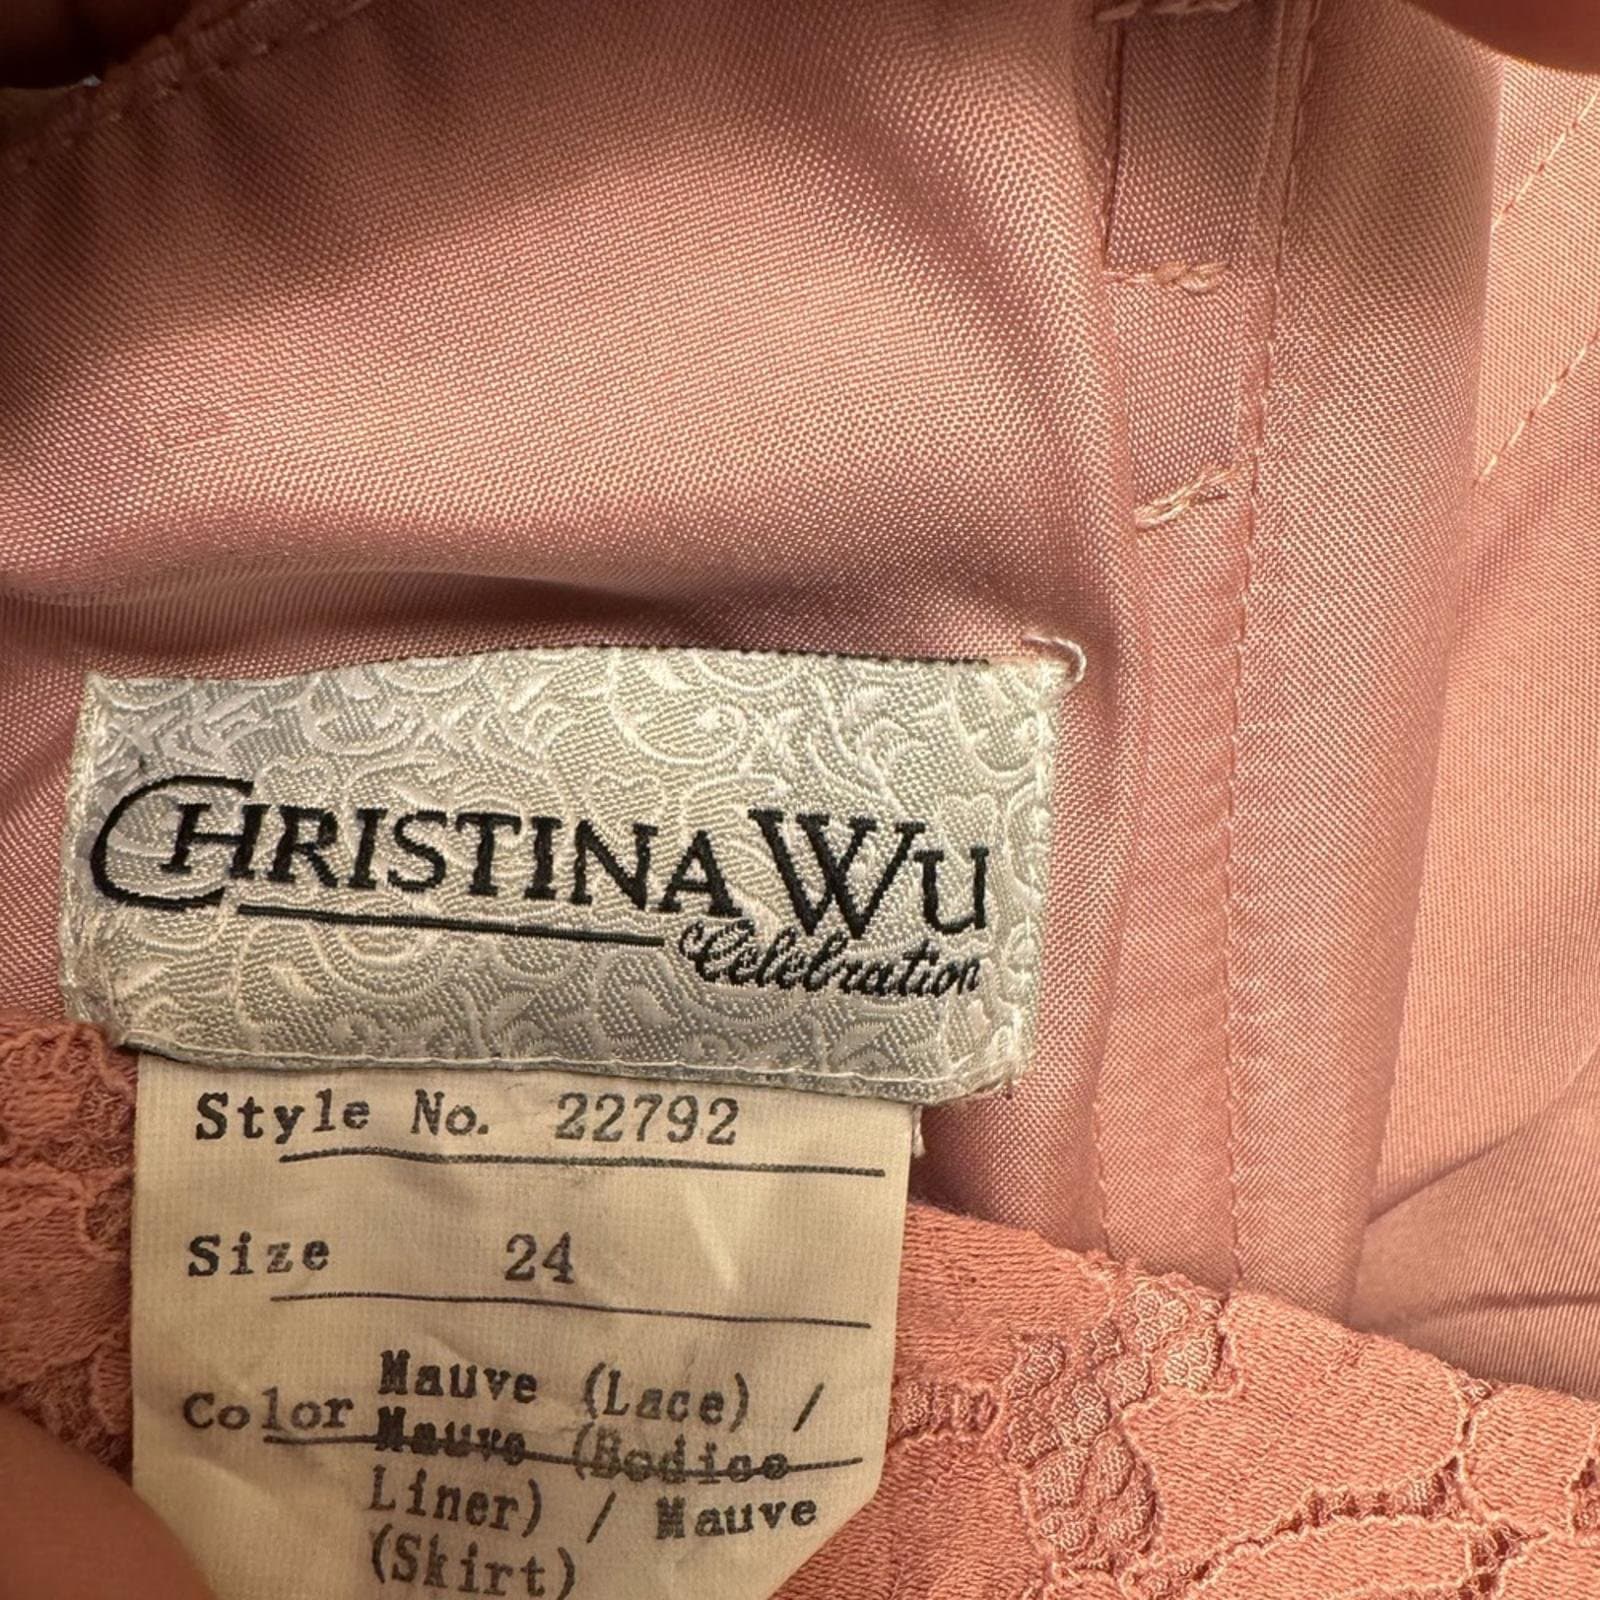 CHRISTINA WU
Celebration
Style No. 22792
Size 24
Mauve (Lace) /
Color Mauve (Bodice
Liner) / Mauve
(Skirt)